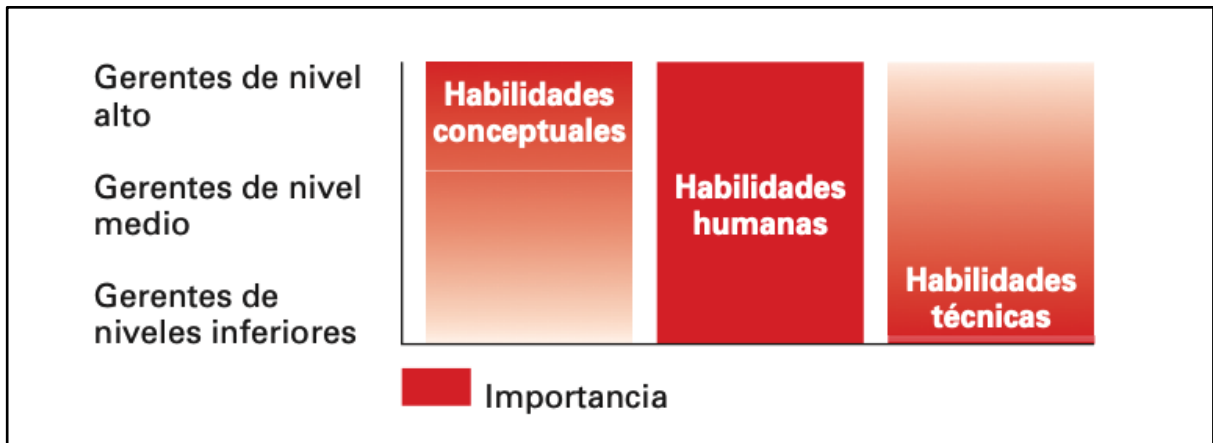 Gerentes de nivel
alto
Gerentes de nivel
medio
Gerentes de
niveles inferiores
Habilidades
conceptuales
Habilidades
humanas
Habilidades
técnicas
Importancia